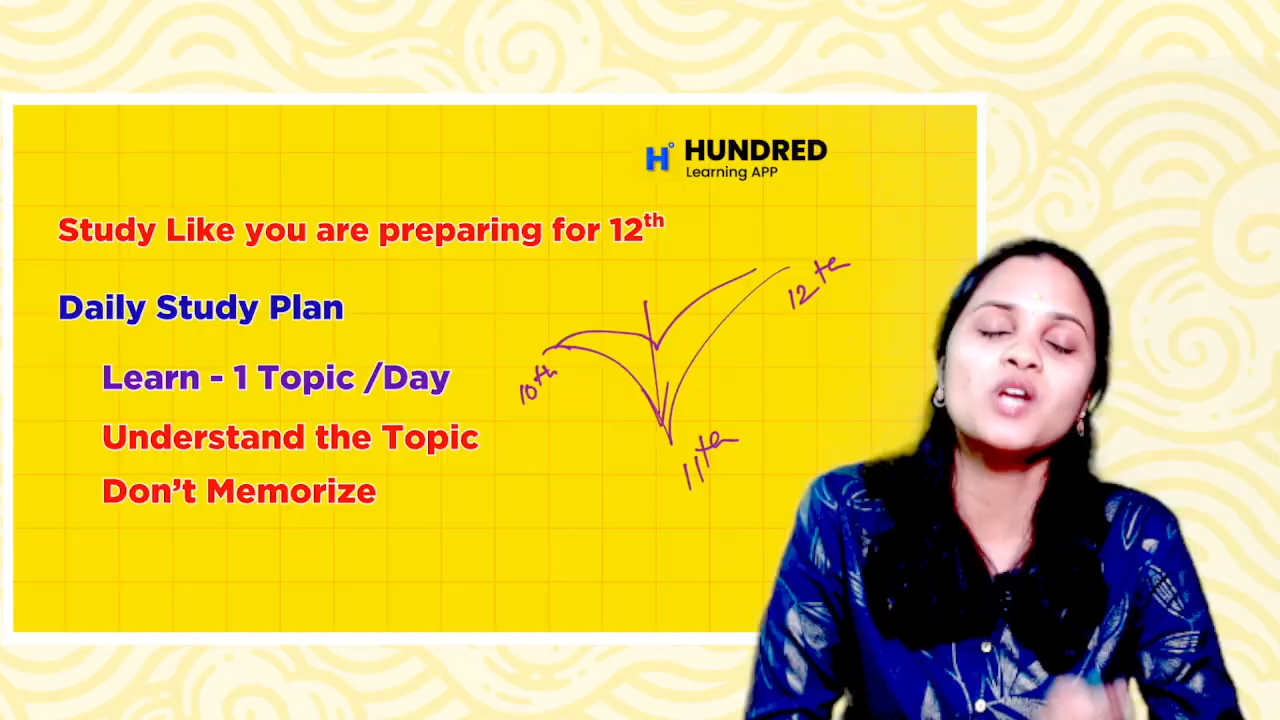 HUNDRED
Learning APP
Study Like you are preparing for 12th
Daily Study Plan
Learn - 1 Topic /Day
Understand the Topic
Don't Memorize
12th
10th
11th